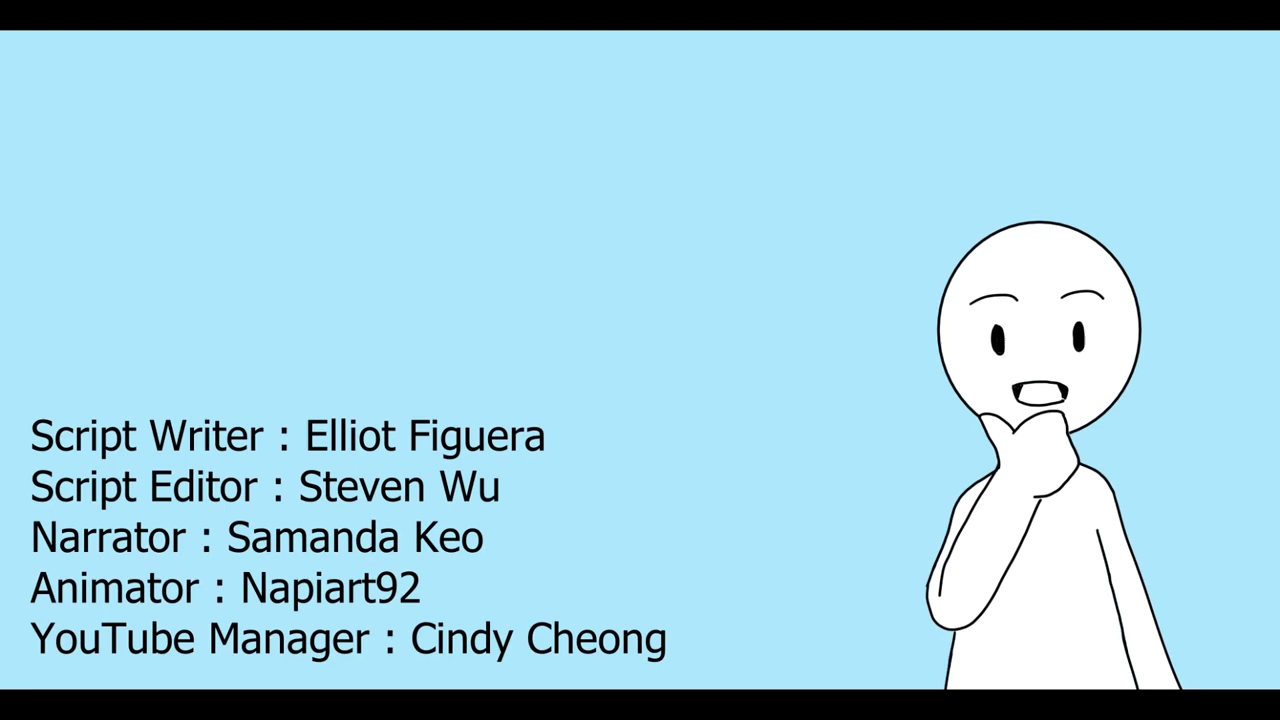 Script Writer : Elliot Figuera
Script Editor : Steven Wu
Narrator : Samanda Keo
Animator : Napiart92
YouTube Manager : Cindy Cheong